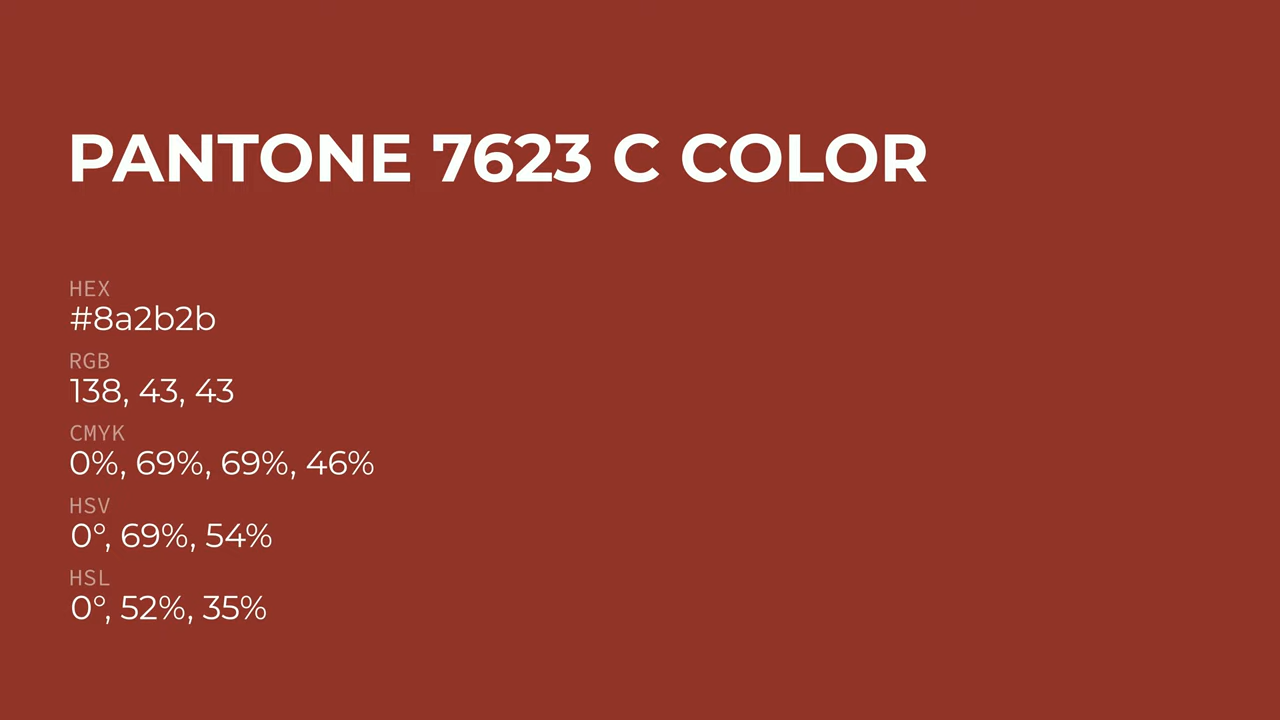 PANTONE 7623 C COLOR
HEX
#8a2b2b
RGB
138, 43, 43
CMYK
0%, 69%, 69%, 46%
HSV
0°, 69%, 54%
HSL
0°, 52%, 35%